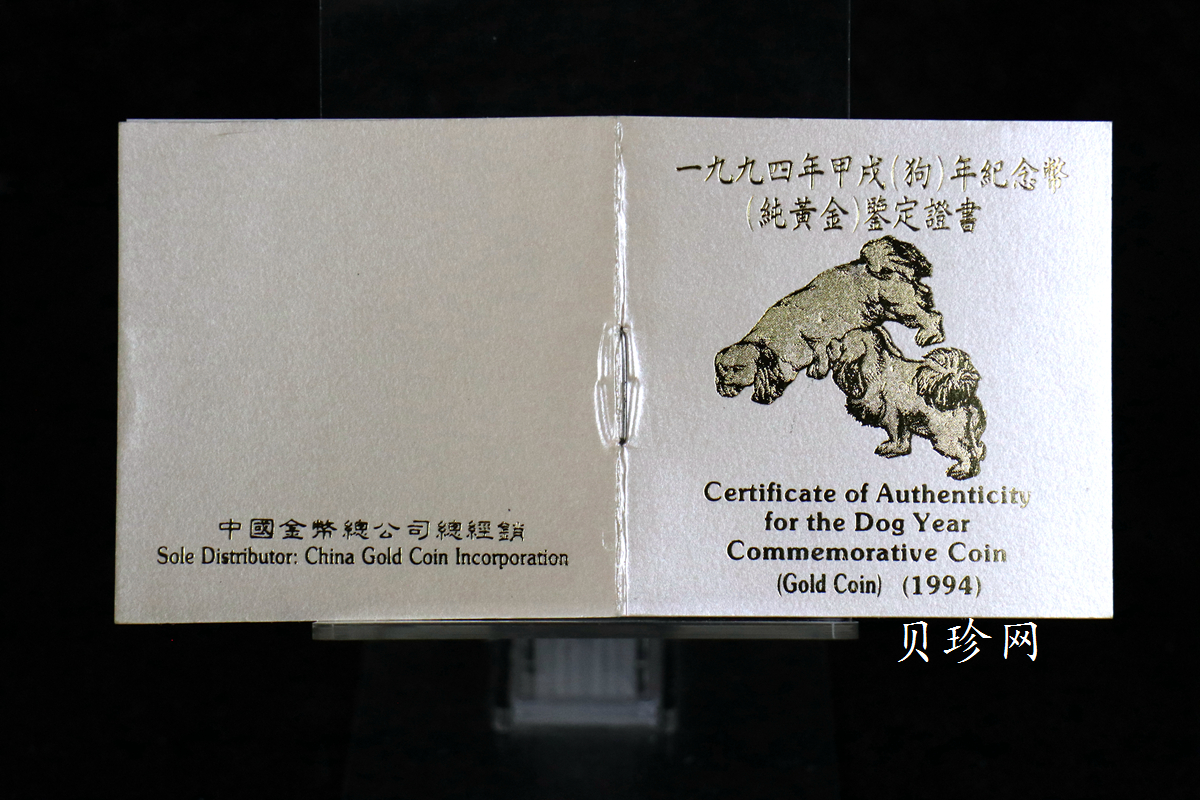 一九九四年甲戌(狗)年紀念幣
(純黃金)鑒定證書
Certificate of Authenticity
for the Dog Year
Commemorative Coin
(Gold Coin) (1994)
中國金幣總公司總經銷
Sole Distributor: China Gold Coin Incorporation
贝珍网